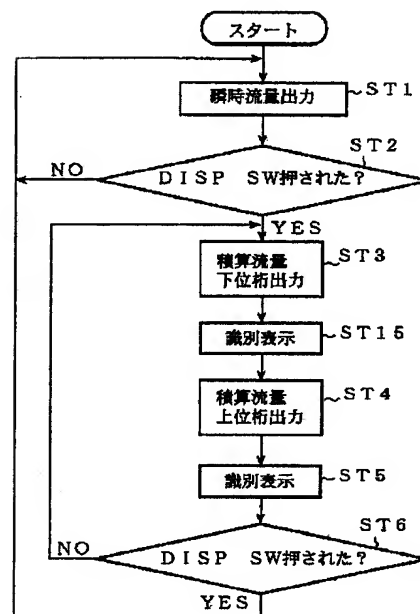 スタート
瞬時流量出力
ST1
ST2
NO
DISP SW押された?
YES
積算流量
下位桁出力
ST3
識別表示
ST15
積算流量
上位桁出力
ST4
識別表示
ST5
ST6
NO
DISP SW押された?
YES